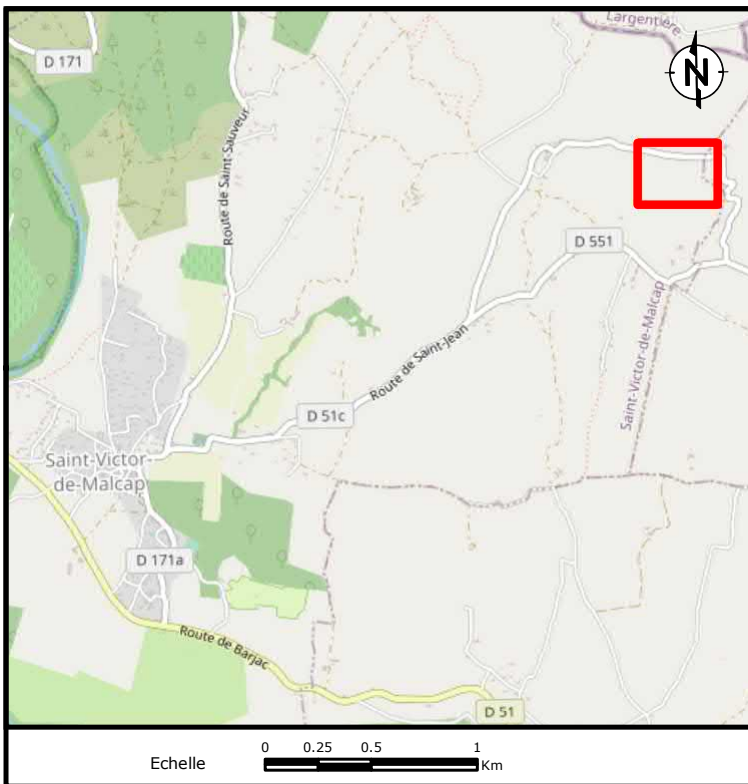 Largentière
N
D 171
Route de Saint-Sauveur
D 551
Saint-Victor-de-Malcap
Route de Saint-Jean
D 51c
Saint-Victor-
de-Malcap
D 171a
Route de Barjac
D 51
Echelle
0 0.25 0.5 1
Km